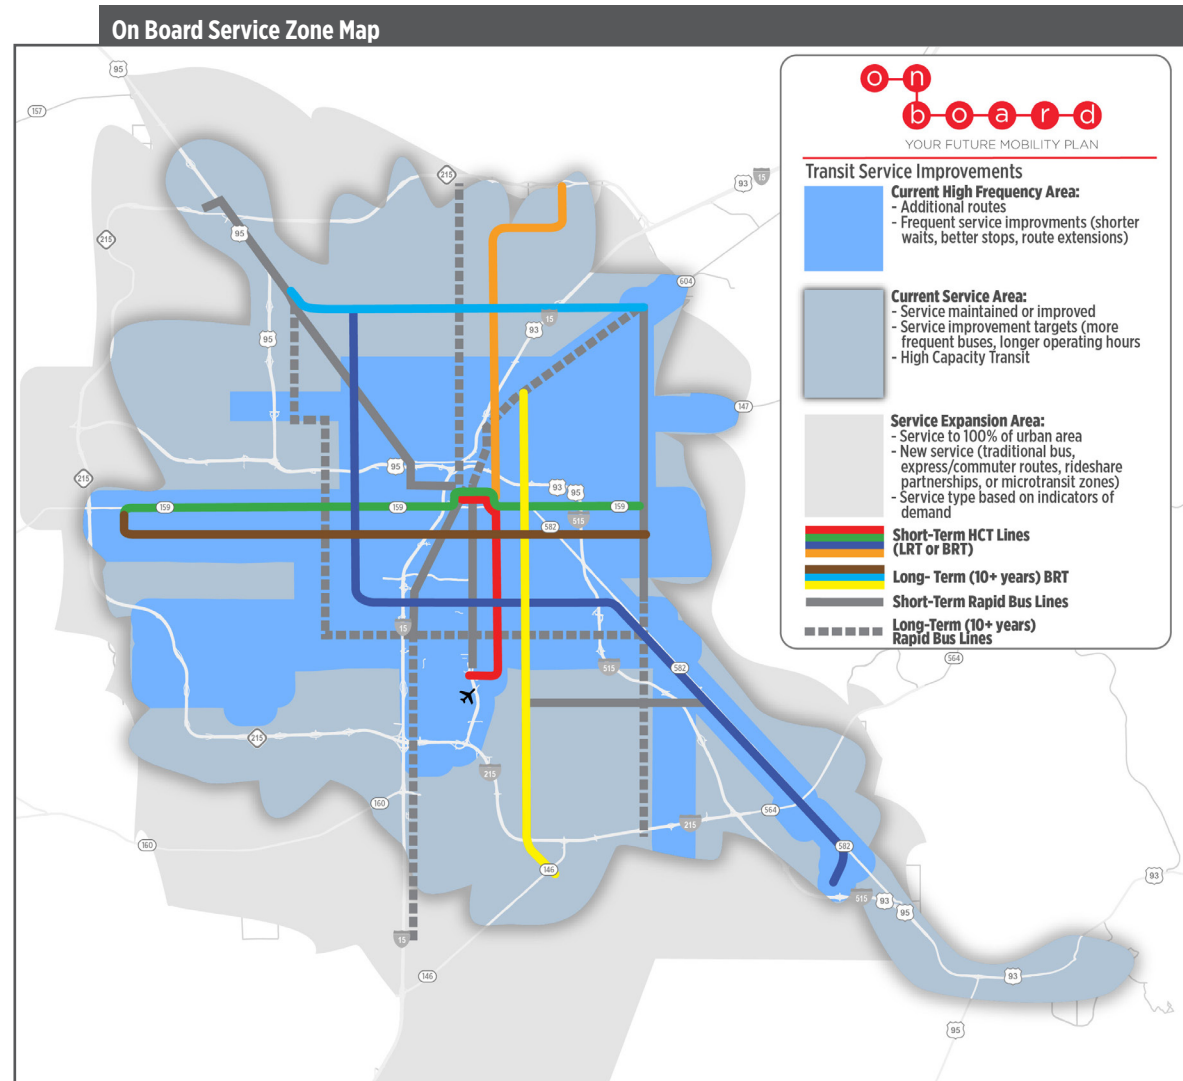 On Board Service Zone Map
on
board
YOUR FUTURE MOBILITY PLAN
Transit Service Improvements
Current High Frequency Area:
- Additional routes
- Frequent service improvments (shorter
waits, better stops, route extensions)
Current Service Area:
- Service maintained or improved
- Service improvement targets (more
frequent buses, longer operating hours
- High Capacity Transit
Service Expansion Area:
- Service to 100% of urban area
- New service (traditional bus,
express/commuter routes, rideshare
partnerships, or microtransit zones)
- Service type based on indicators of
demand
Short-Term HCT Lines
(LRT or BRT)
Long- Term (10+ years) BRT
Short-Term Rapid Bus Lines
Long-Term (10+ years)
Rapid Bus Lines
95
157
215
15
93
95
215
604
15
93
95
147
95
215
93
95
159
159
159
515
582
15
564
515
582
215
215
160
564
215
160
582
146
93
515
93
95
15
146
93
95